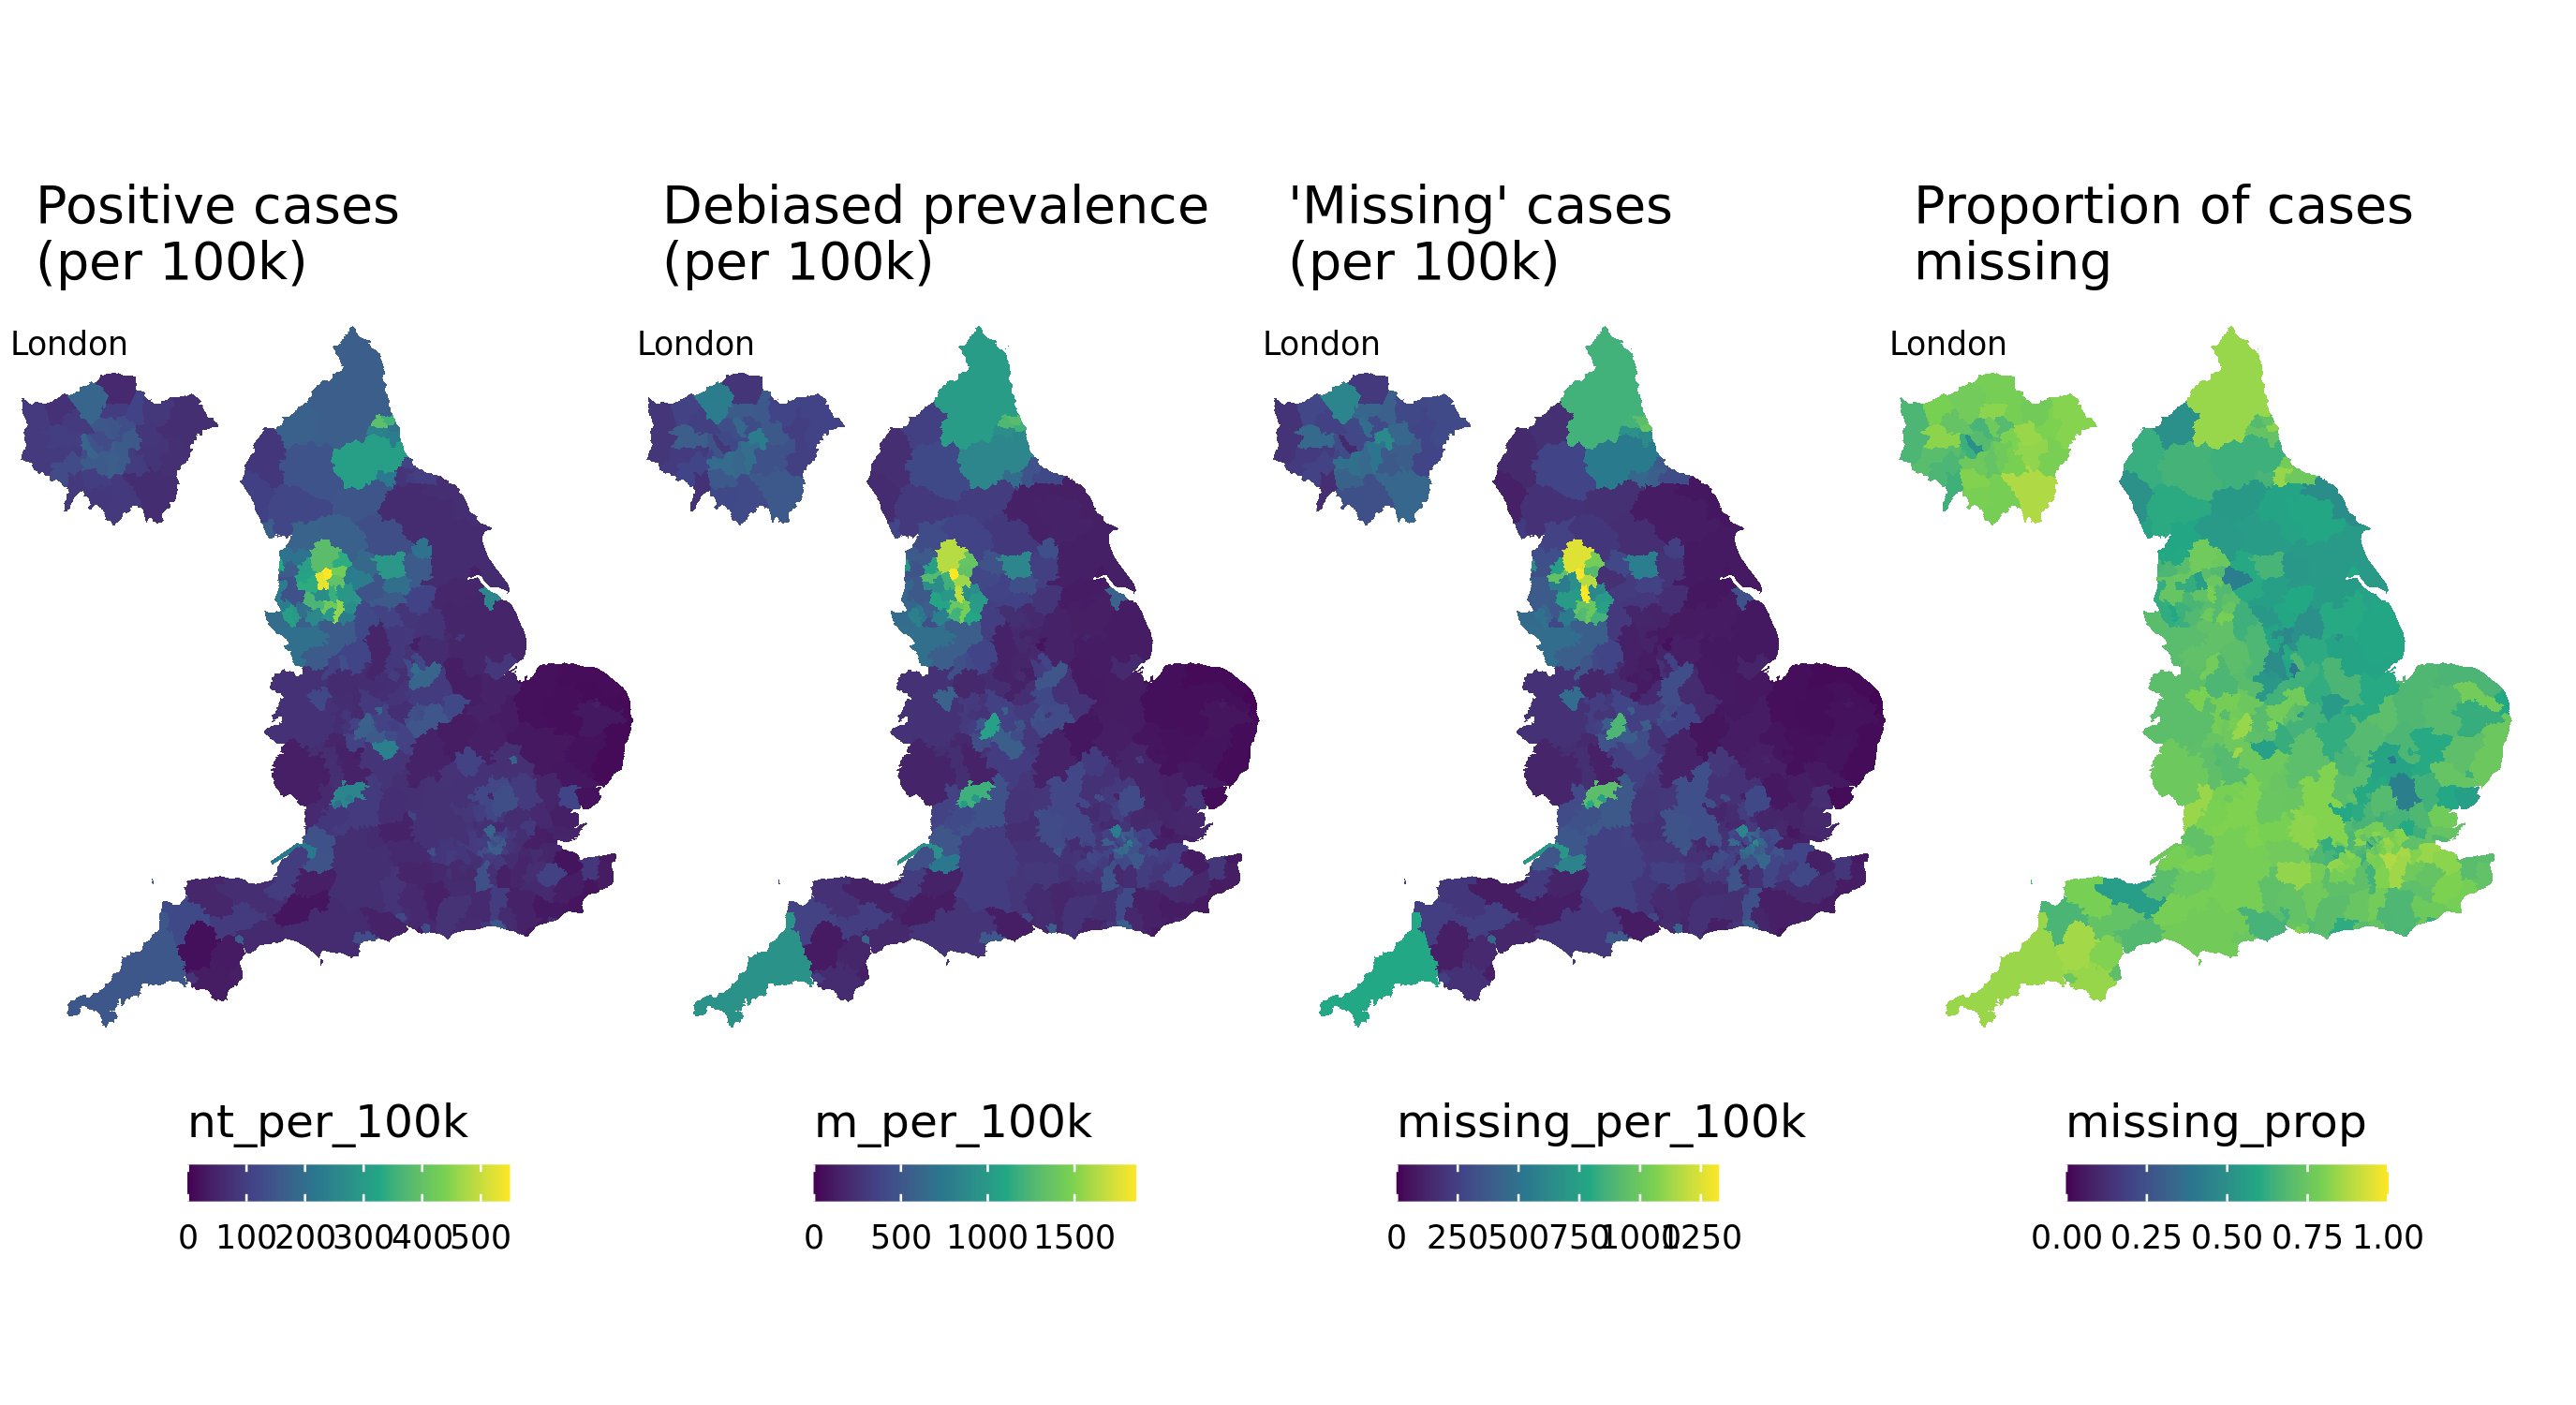 Positive cases
(per 100k)
Debiased prevalence
(per 100k)
'Missing' cases
(per 100k)
Proportion of cases
missing
London
London
London
London
nt_per_100k
0 100 200 300 400 500
m_per_100k
0 500 1000 1500
missing_per_100k
0 250 500 750 1000 1250
missing_prop
0.00 0.25 0.50 0.75 1.00